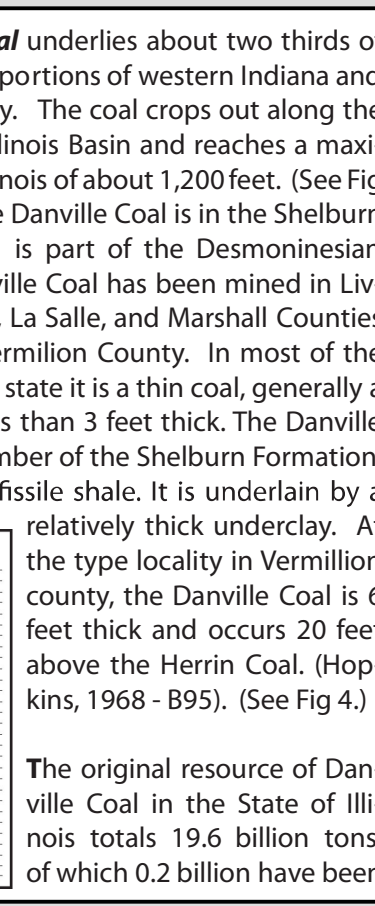 al underlies about two thirds of
portions of western Indiana and
y. The coal crops out along the
linois Basin and reaches a maxi-
nois of about 1,200 feet. (See Fig
e Danville Coal is in the Shelburn
is part of the Desmoninesian
ville Coal has been mined in Liv-
, La Salle, and Marshall Counties
ermilion County. In most of the
state it is a thin coal, generally a
s than 3 feet thick. The Danville
mber of the Shelburn Formation
fissile shale. It is underlain by a
relatively thick underclay. At
the type locality in Vermillion
county, the Danville Coal is 6
feet thick and occurs 20 feet
above the Herrin Coal. (Hop-
kins, 1968 - B95). (See Fig 4.)
The original resource of Dan-
ville Coal in the State of Illi-
nois totals 19.6 billion tons
of which 0.2 billion have been